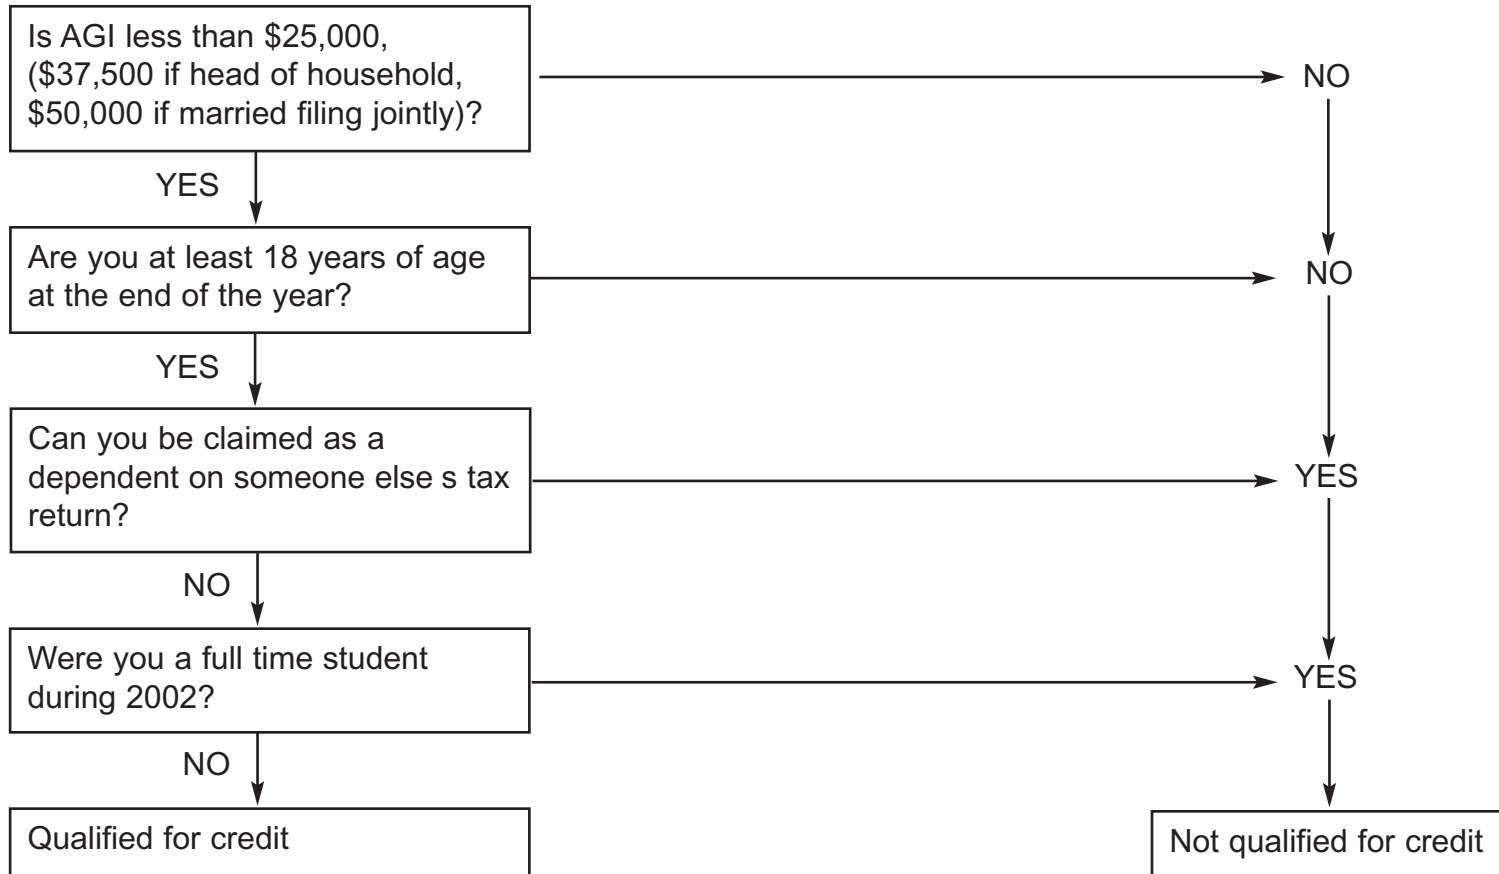 Is AGI less than $25,000,
($37,500 if head of household,
$50,000 if married filing jointly)?
NO
YES
Are you at least 18 years of age
at the end of the year?
NO
YES
Can you be claimed as a
dependent on someone else s tax
return?
YES
NO
Were you a full time student
during 2002?
YES
NO
Qualified for credit
Not qualified for credit